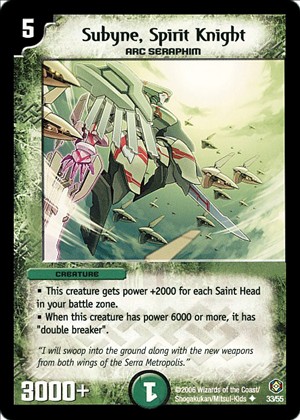 5
Subyne, Spirit Knight
ARC SERAPHIM
CREATURE
▪ This creature gets power +2000 for each Saint Head
in your battle zone.
▪ When this creature has power 6000 or more, it has
"double breaker".
"I will swoop in the ground along with the new weapons
from both wings of the Serra Metropolis."
3000+
1
©2006 Wizards of the Coast/
Shogakukan/Mitsui-Kids
33/55